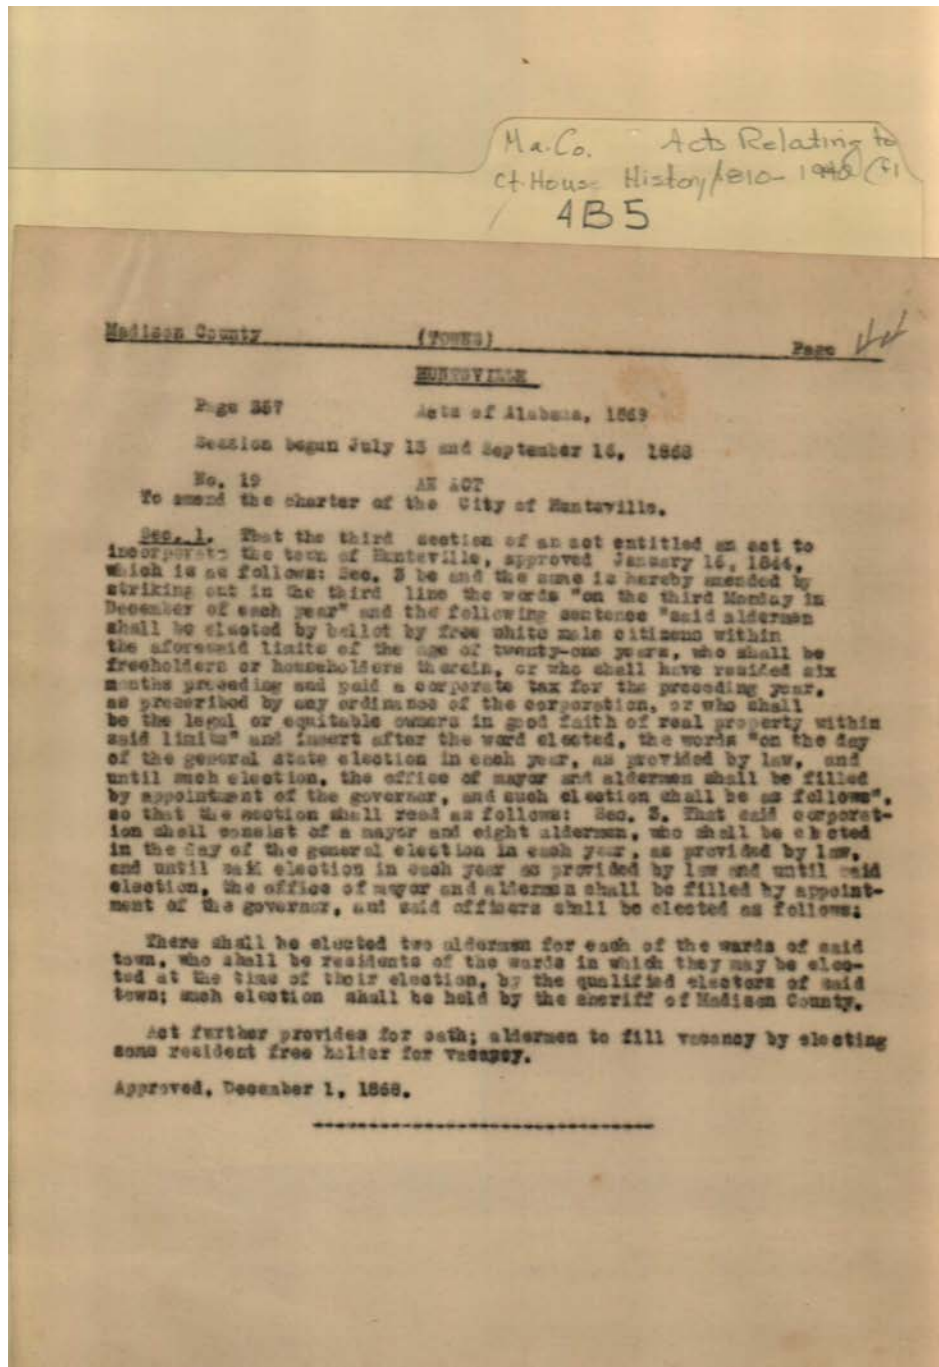 Ma. Co. Acts Relating to
Ct. House History 1810-
4B5
Madison County (TOWNS) Page
HUNTSVILLE
Page 357 Acts of Alabama, 1869
Session began July 13 and September 16, 1868
No. 19 AN ACT
To amend the charter of the City of Huntsville.
Sec. 1. That the third section of an act entitled an act to
incorporate the town of Huntsville, approved January 16, 1844,
which is as follows: Sec. 3 be and the same is hereby amended by
striking out in the third line the words "on the third Monday in
December of each year" and the following sentence "said aldermen
shall be elected by ballot by free white male citizens within
the aforesaid limits of the age of twenty-one years, who shall be
freeholders or householders therein, or who shall have resided six
months preceding and paid a corporate tax for the preceding year,
as prescribed by any ordinance of the corporation, or who shall
be the legal or equitable owners in good faith of real property within
said limits" and insert after the word elected, the words "on the day
of the general state election in each year, as provided by law, and
until such election, the office of mayor and aldermen shall be filled
by appointment of the governor, and such election shall be as follows",
so that the section shall read as follows: Sec. 3. That said corporat-
ion shall consist of a mayor and eight aldermen, who shall be elected
in the day of the general election in each year, as provided by law,
and until election in each year as provided by law and until said
election, the office of mayor and aldermen shall be filled by appoint-
ment of the governor, and said officers shall be elected as follows:
There shall be elected two aldermen for each of the wards of said
town, who shall be residents of the wards in which they may be elec-
ted at the time of their election, by the qualified electors of said
town; such election shall be held by the sheriff of Madison County.
Act further provides for oath; aldermen to fill vacancy by electing
some resident free holder for vacancy.
Approved, December 1, 1868.